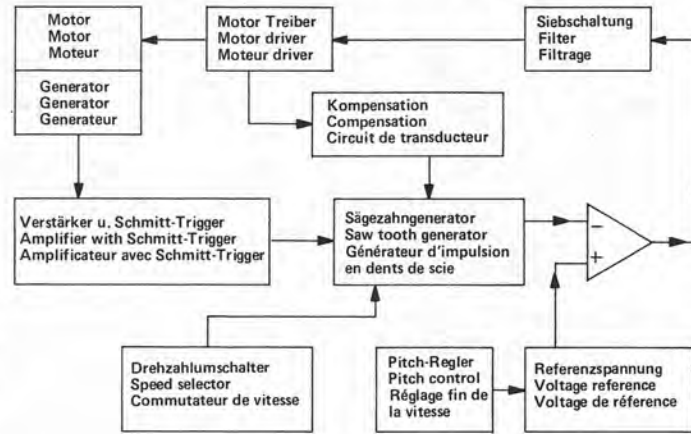 Motor
Motor
Moteur
Generator
Generator
Generateur
Motor Treiber
Motor driver
Moteur driver
Siebschaltung
Filter
Filtrage
Kompensation
Compensation
Circuit de transducteur
Verstärker u. Schmitt-Trigger
Amplifier with Schmitt-Trigger
Amplificateur avec Schmitt-Trigger
Sägezahngenerator
Saw tooth generator
Générateur d'impulsion
en dents de scie
−
+
Drehzahlumschalter
Speed selector
Commutateur de vitesse
Pitch-Regler
Pitch control
Réglage fin de
la vitesse
Referenzspannung
Voltage reference
Voltage de réference